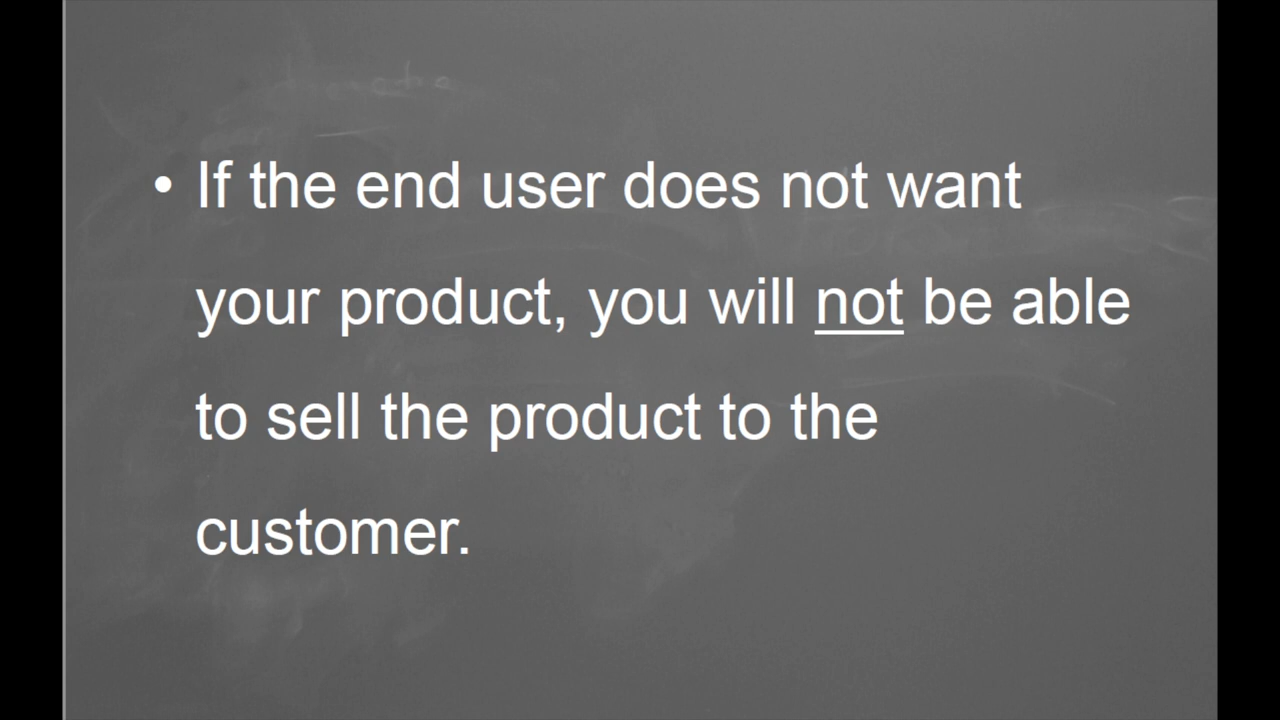 • If the end user does not want
your product, you will not be able
to sell the product to the
customer.